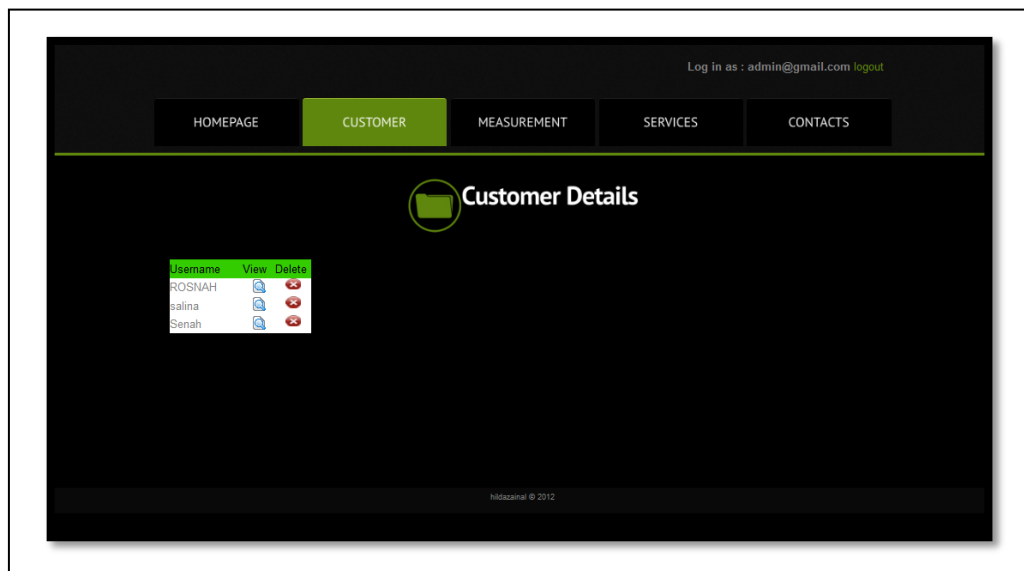 Log in as : admin@gmail.com logout
HOMEPAGE CUSTOMER MEASUREMENT SERVICES CONTACTS
Customer Details
Username View Delete
ROSNAH
salina
Senah
hildazainal © 2012